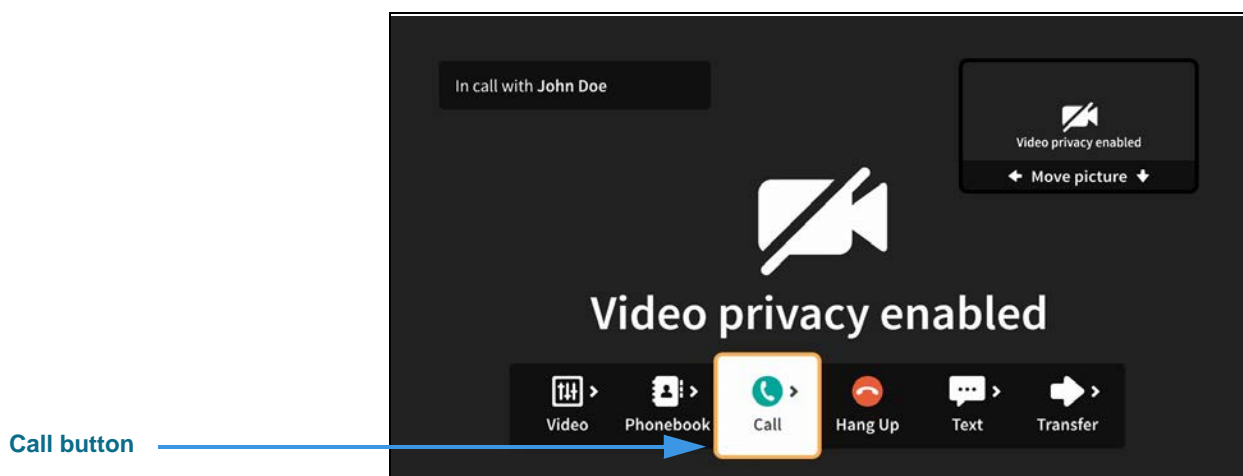 In call with John Doe
Video privacy enabled
Move picture
Video privacy enabled
Video
Phonebook
Call
Hang Up
Text
Transfer
Call button